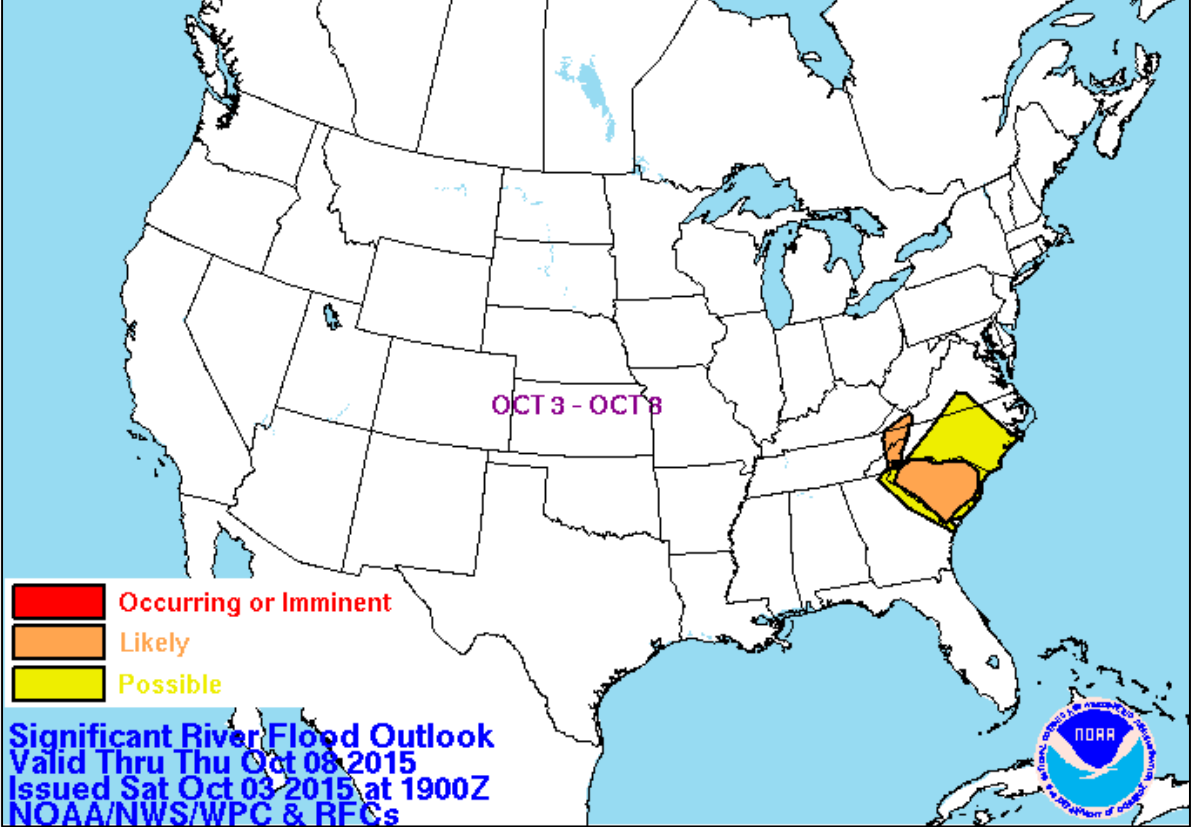 OCT 3 - OCT 8
Occurring or Imminent
Likely
Possible
Significant River Flood Outlook
Valid Thru Thu Oct 08 2015
Issued Sat Oct 03 2015 at 1900Z
NOAA/NWS/WPC & RFCs
NOAA